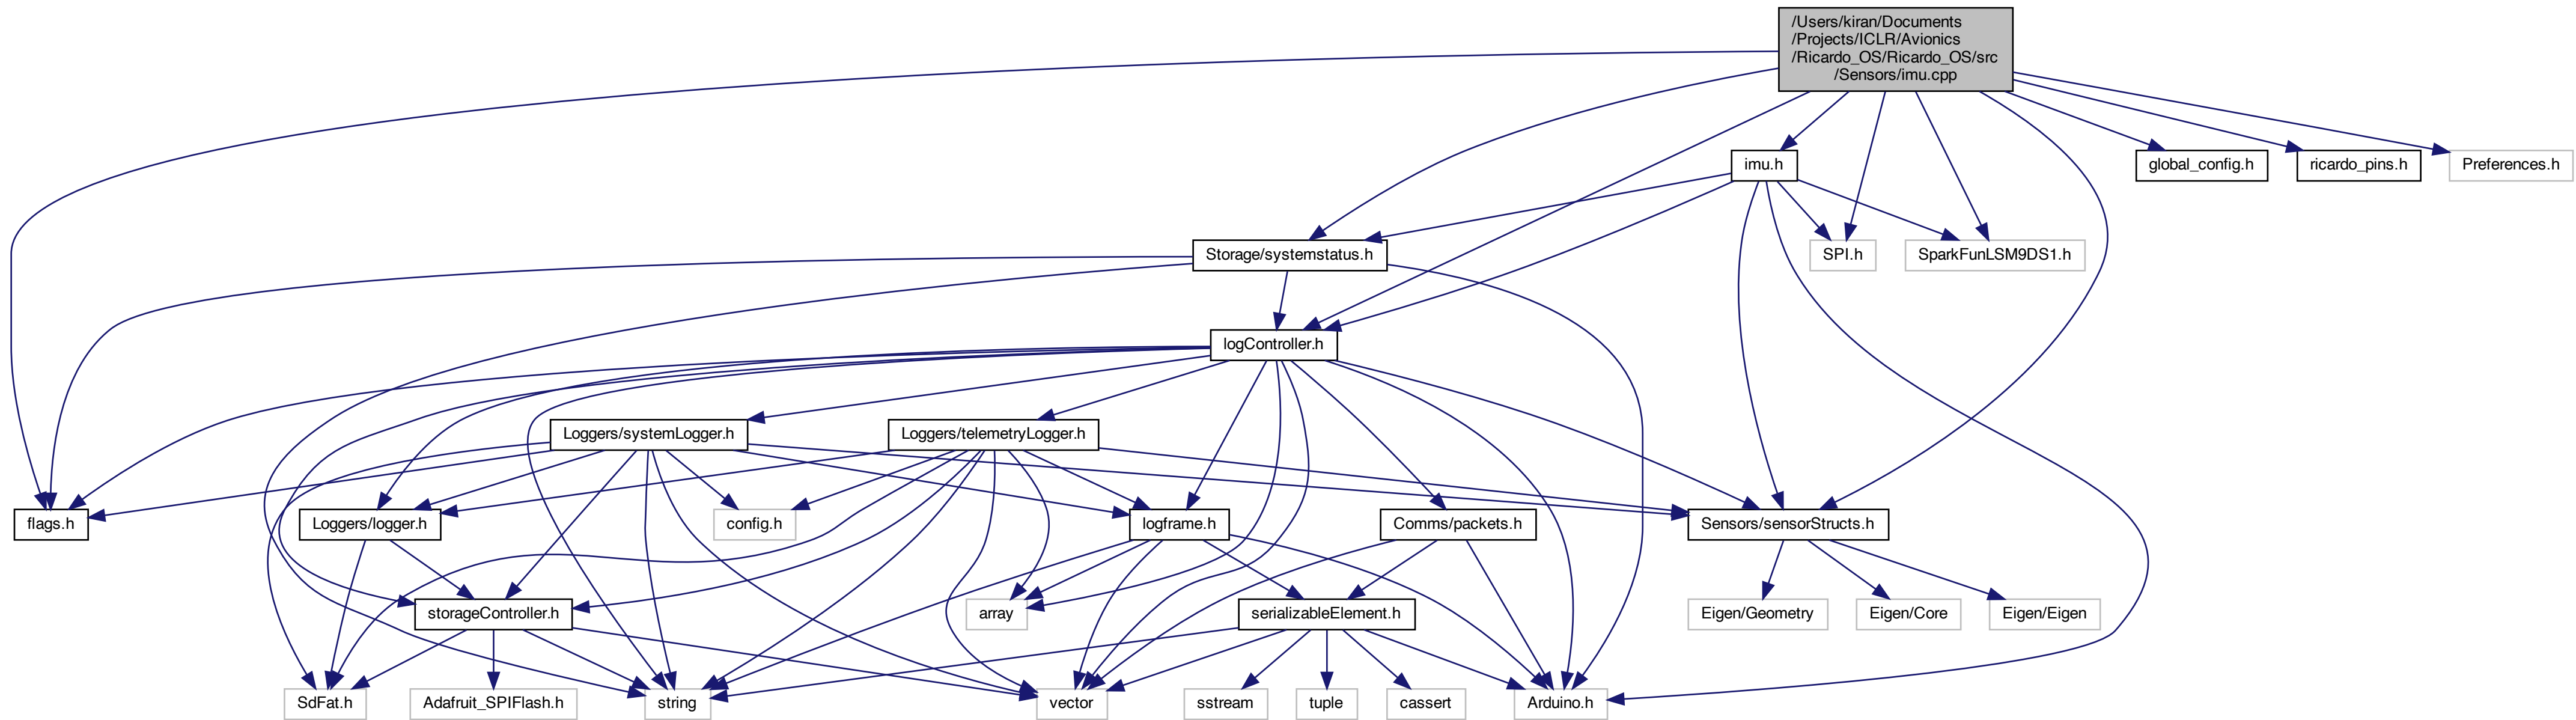 /Users/kiran/Documents
/Projects/ICLR/Avionics
/Ricardo_OS/Ricardo_OS/src
/Sensors/imu.cpp
imu.h
global_config.h
ricardo_pins.h
Preferences.h
Storage/systemstatus.h
SPI.h
SparkFunLSM9DS1.h
logController.h
Loggers/systemLogger.h
Loggers/telemetryLogger.h
flags.h
Loggers/logger.h
config.h
logframe.h
Comms/packets.h
Sensors/sensorStructs.h
storageController.h
array
serializableElement.h
Eigen/Geometry
Eigen/Core
Eigen/Eigen
SdFat.h
Adafruit_SPIFlash.h
string
vector
sstream
tuple
cassert
Arduino.h